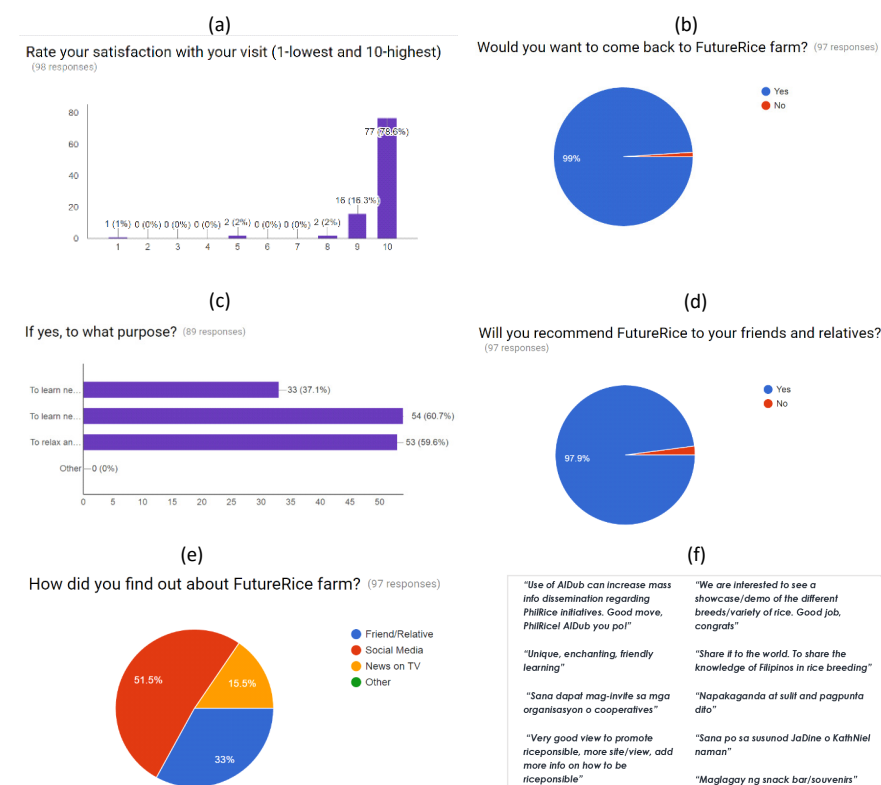 (a)
Rate your satisfaction with your visit (1-lowest and 10-highest)
(98 responses)
80
60
40
20
0
1 (1%) 0 (0%) 0 (0%) 0 (0%) 2 (2%) 0 (0%) 0 (0%) 2 (2%) 16 (16.3%) 77 (78.6%)
1 2 3 4 5 6 7 8 9 10
(b)
Would you want to come back to FutureRice farm? (97 responses)
Yes
No
99%
(c)
If yes, to what purpose? (89 responses)
To learn ne... 33 (37.1%)
To learn ne... 54 (60.7%)
To relax an... 53 (59.6%)
Other 0 (0%)
0 5 10 15 20 25 30 35 40 45 50
(d)
Will you recommend FutureRice to your friends and relatives?
(97 responses)
Yes
No
97.9%
(e)
How did you find out about FutureRice farm? (97 responses)
Friend/Relative
Social Media
News on TV
Other
51.5%
15.5%
33%
(f)
"Use of AlDub can increase mass
info dissemination regarding
PhilRice initiatives. Good move,
PhilRice! AlDub you po!"
"Unique, enchanting, friendly
learning"
"Sana dapat mag-invite sa mga
organisasyon o cooperatives"
"Very good view to promote
riceponsible, more site/view, add
more info on how to be
riceponsible"
"We are interested to see a
showcase/demo of the different
breeds/variety of rice. Good job,
congrats"
"Share it to the world. To share the
knowledge of Filipinos in rice breeding"
"Napakaganda at sulit and pagpunta
dito"
"Sana po sa susunod JaDine o KathNiel
naman"
"Maglagay ng snack bar/souvenirs"